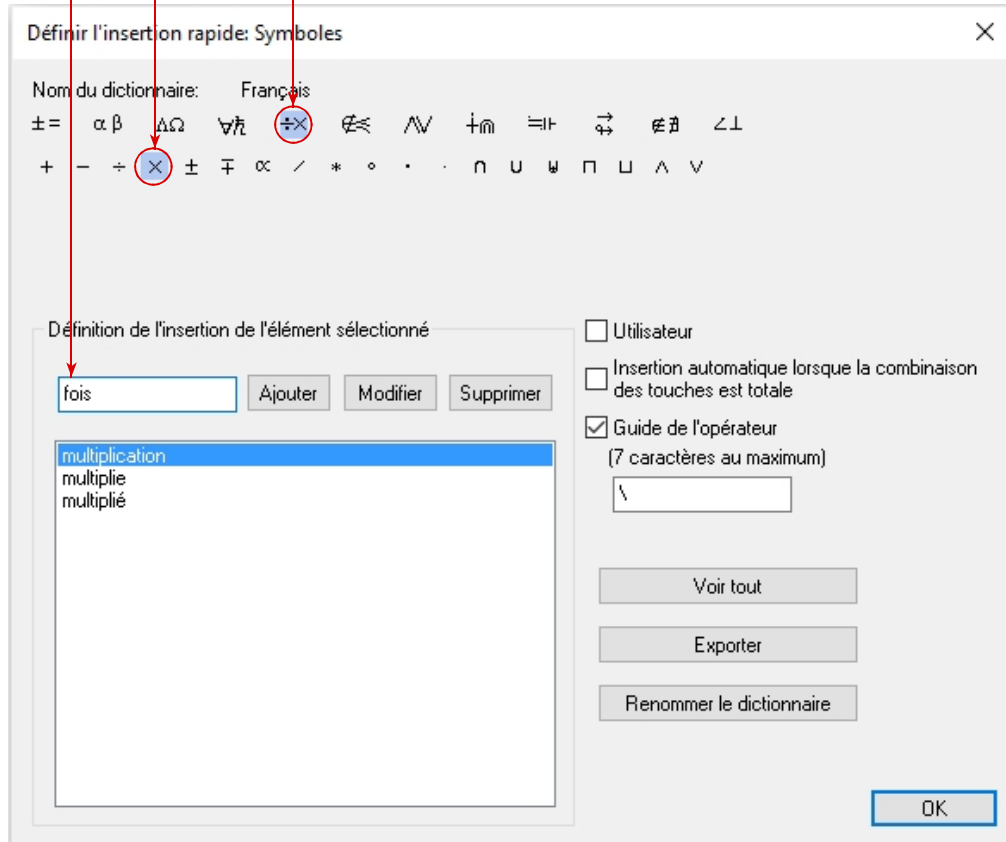 Définir l'insertion rapide: Symboles
Nom du dictionnaire: Français
±= αβ ΛΩ ∀ℏ ÷× ∉≤ ⋀⋁ ∔⋒ ≒⊩ ∉∄ ∠⊥
+ − ÷ × ± ∓ ∝ ∕ ∗ ∘ • · ∩ ∪ ⊎ ⊓ ⊔ ∧ ∨
Définition de l'insertion de l'élément sélectionné
fois Ajouter Modifier Supprimer
multiplication
multiplie
multiplié
Utilisateur
Insertion automatique lorsque la combinaison
des touches est totale
Guide de l'opérateur
(7 caractères au maximum)
\
Voir tout
Exporter
Renommer le dictionnaire
OK